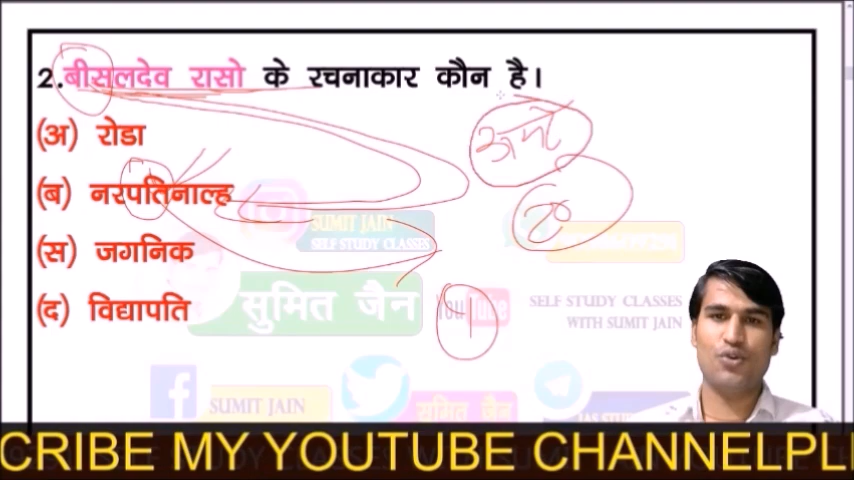 2.बीसलदेव रासो के रचनाकार कौन है।
(अ) रोडा
(ब) नरपतिनाल्ह
(स) जगनिक
(द) विद्यापति
SUMIT JAIN
SELF STUDY CLASSES
सुमित जैन
SELF STUDY CLASSES
WITH SUMIT JAIN
SUMIT JAIN
सुमित जैन
CRIBE MY YOUTUBE CHANNELPL